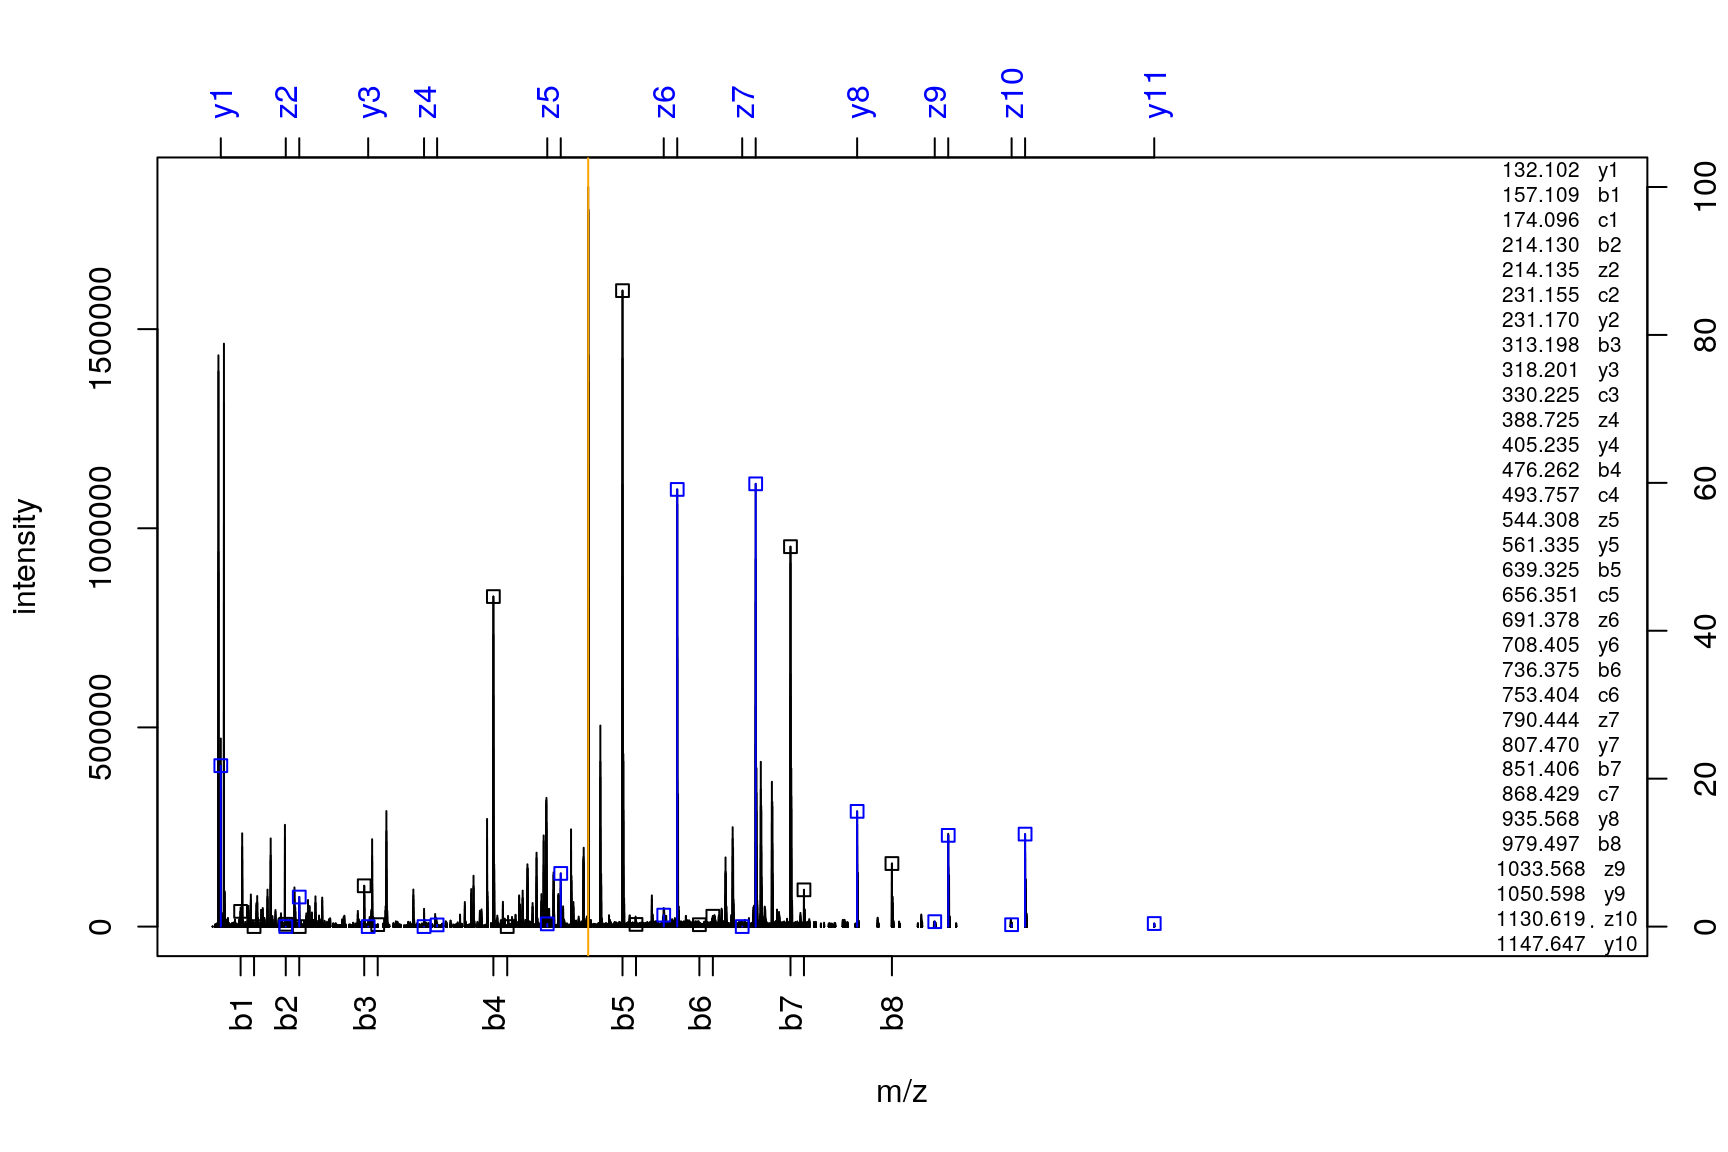 y1 z2 y3 z4 z5 z6 z7 y8 z9 z10 y11
132.102 y1
157.109 b1
174.096 c1
214.130 b2
214.135 z2
231.155 c2
231.170 y2
313.198 b3
318.201 y3
330.225 c3
388.725 z4
405.235 y4
476.262 b4
493.757 c4
544.308 z5
561.335 y5
639.325 b5
656.351 c5
691.378 z6
708.405 y6
736.375 b6
753.404 c6
790.444 z7
807.470 y7
851.406 b7
868.429 c7
935.568 y8
979.497 b8
1033.568 z9
1050.598 y9
1130.619 z10
1147.647 y10
1500000
1000000
500000
0
intensity
100
80
60
40
20
0
b1 b2 b3 b4 b5 b6 b7 b8
m/z